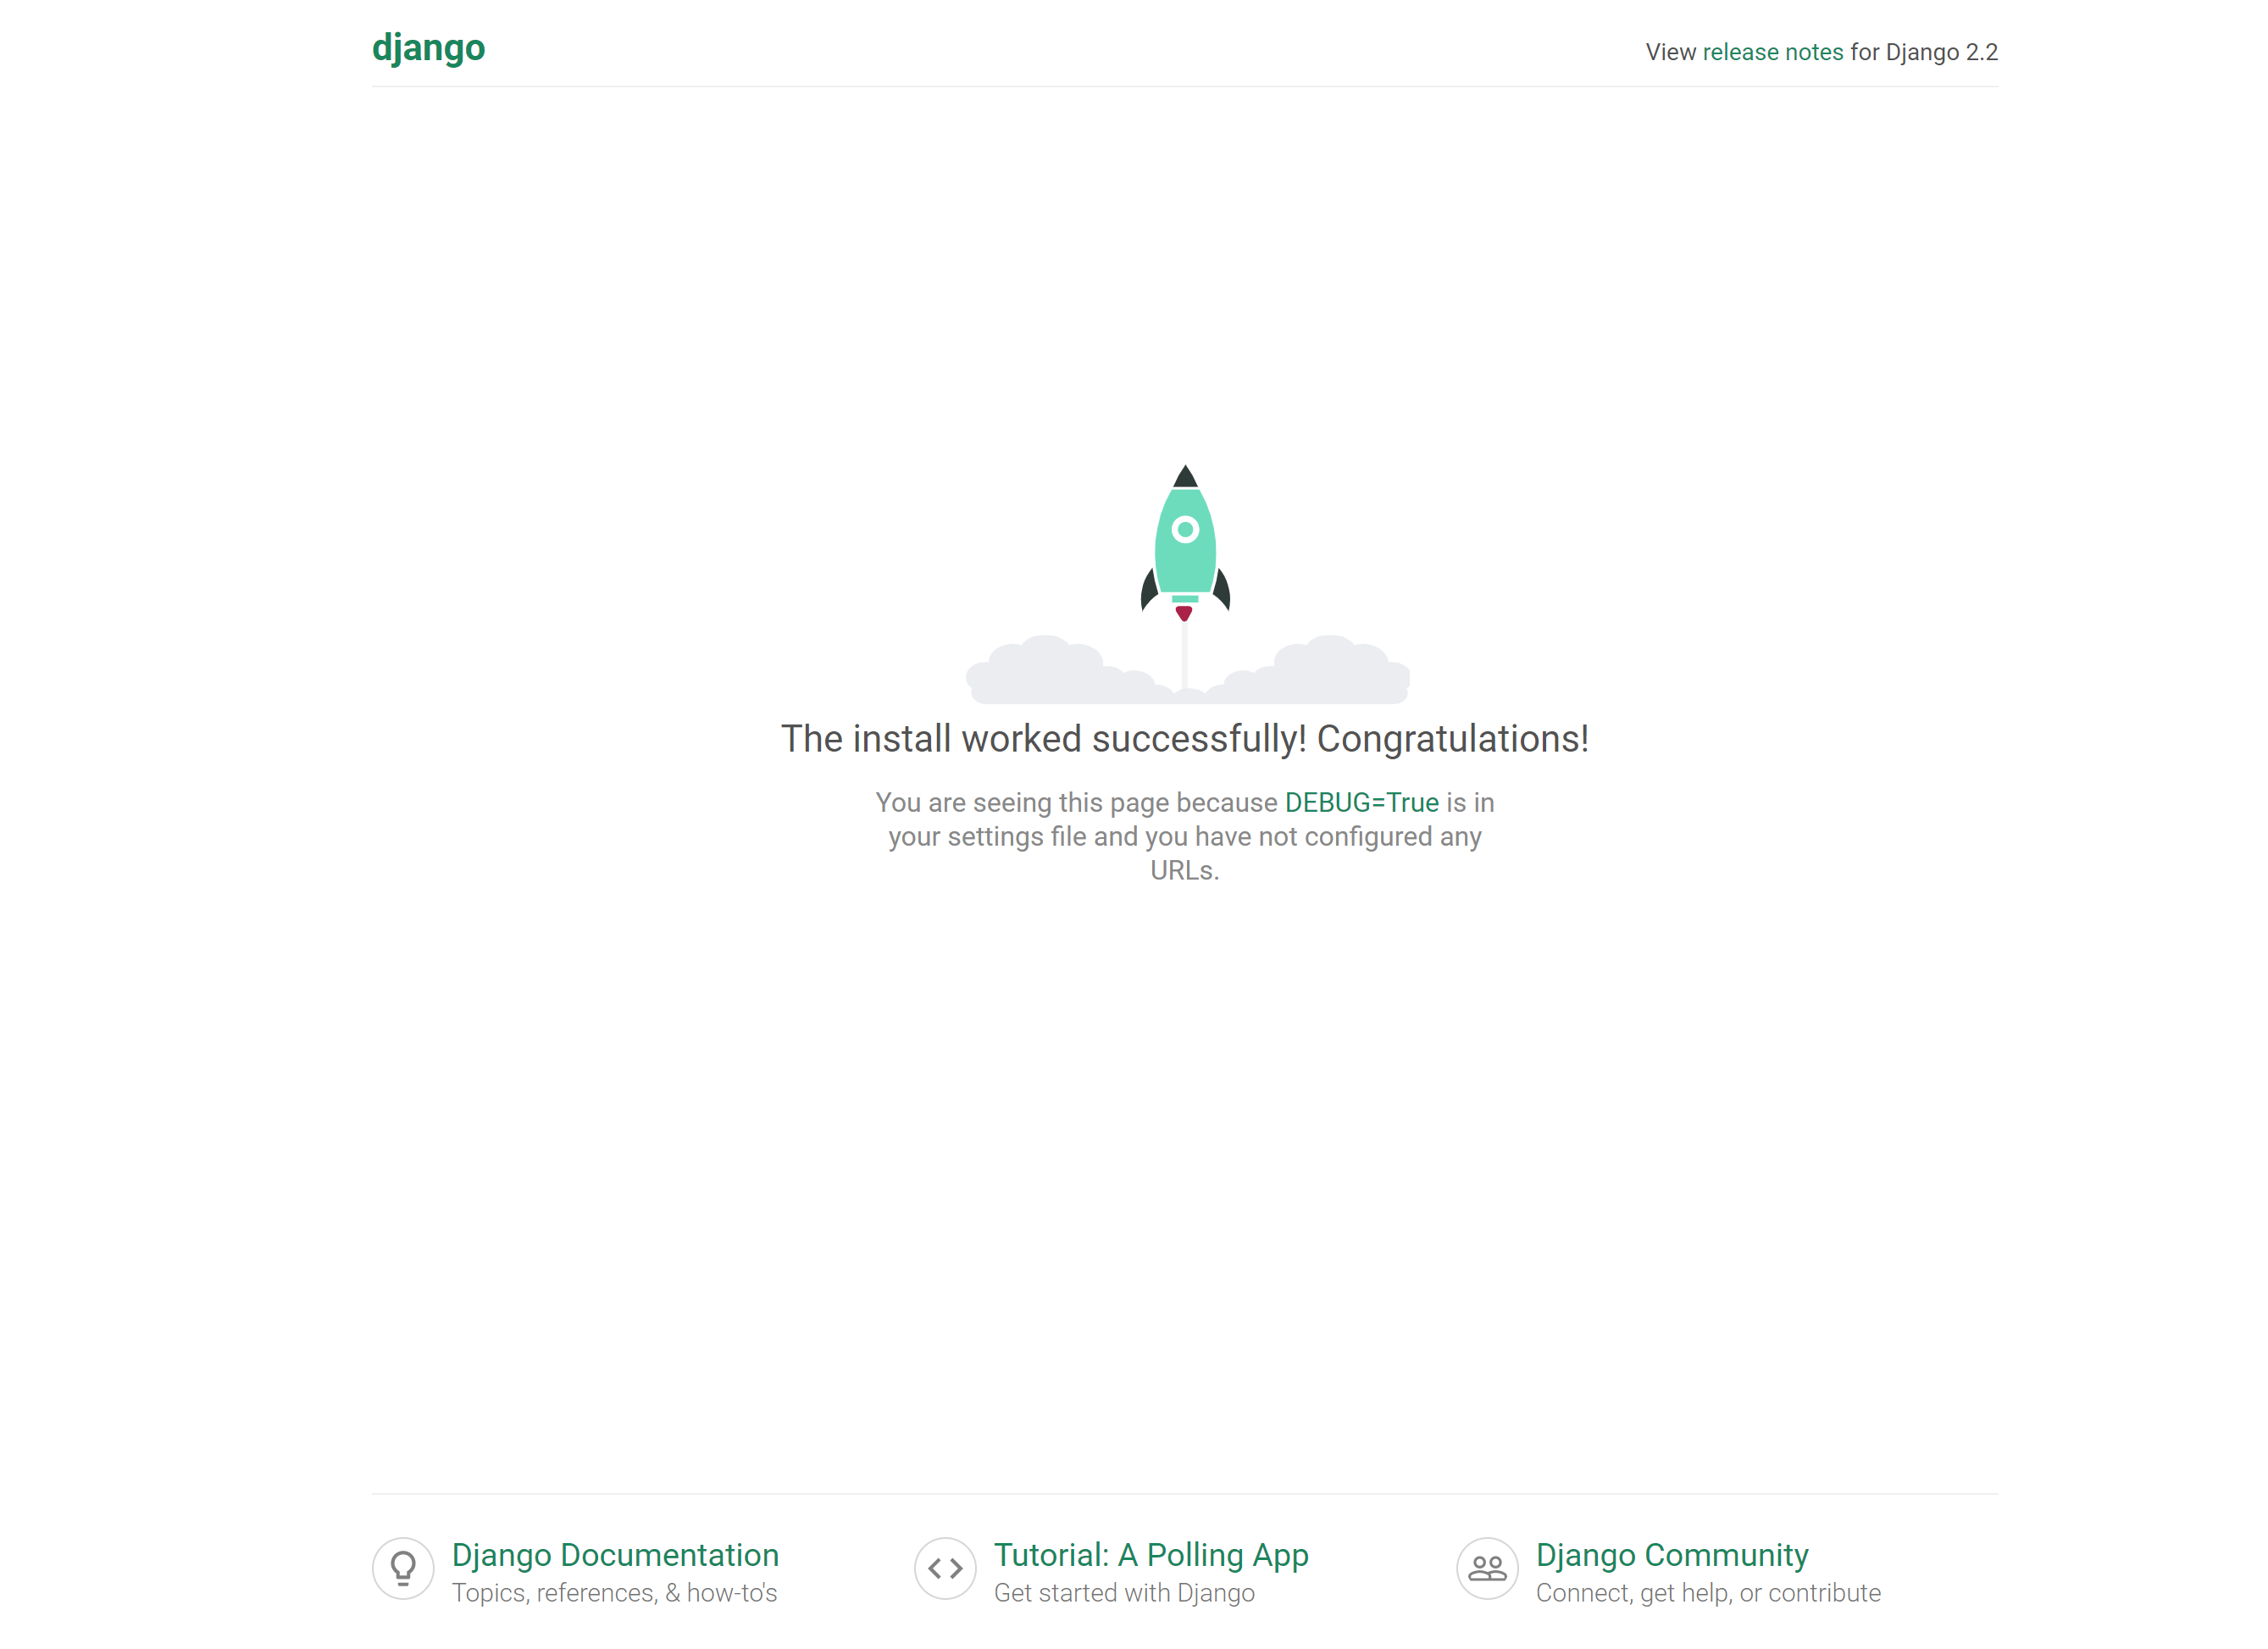 django
View release notes for Django 2.2
The install worked successfully! Congratulations!
You are seeing this page because DEBUG=True is in
your settings file and you have not configured any
URLs.
Django Documentation
Topics, references, & how-to's
Tutorial: A Polling App
Get started with Django
Django Community
Connect, get help, or contribute